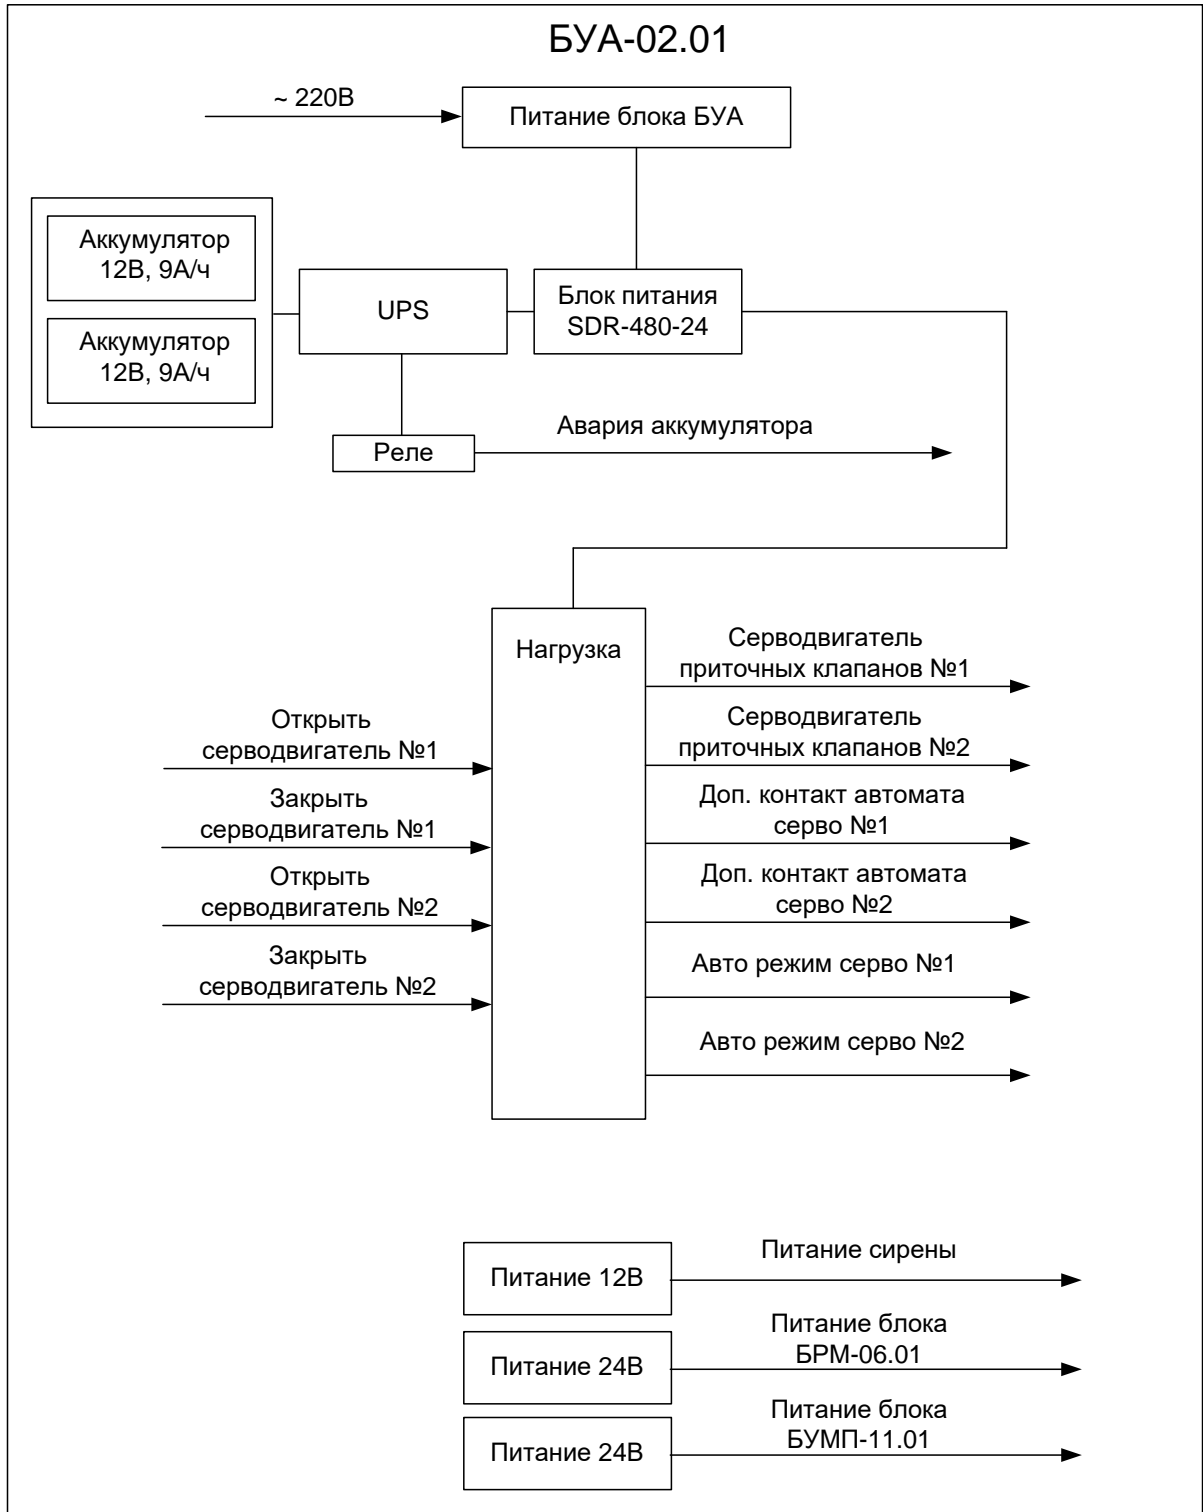 БУА-02.01
~ 220В
Питание блока БУА
Аккумулятор
12В, 9А/ч
Аккумулятор
12В, 9А/ч
UPS
Блок питания
SDR-480-24
Реле
Авария аккумулятора
Нагрузка
Открыть
серводвигатель №1
Закрыть
серводвигатель №1
Открыть
серводвигатель №2
Закрыть
серводвигатель №2
Серводвигатель
приточных клапанов №1
Серводвигатель
приточных клапанов №2
Доп. контакт автомата
серво №1
Доп. контакт автомата
серво №2
Авто режим серво №1
Авто режим серво №2
Питание 12В
Питание сирены
Питание 24В
Питание блока
БРМ-06.01
Питание 24В
Питание блока
БУМП-11.01